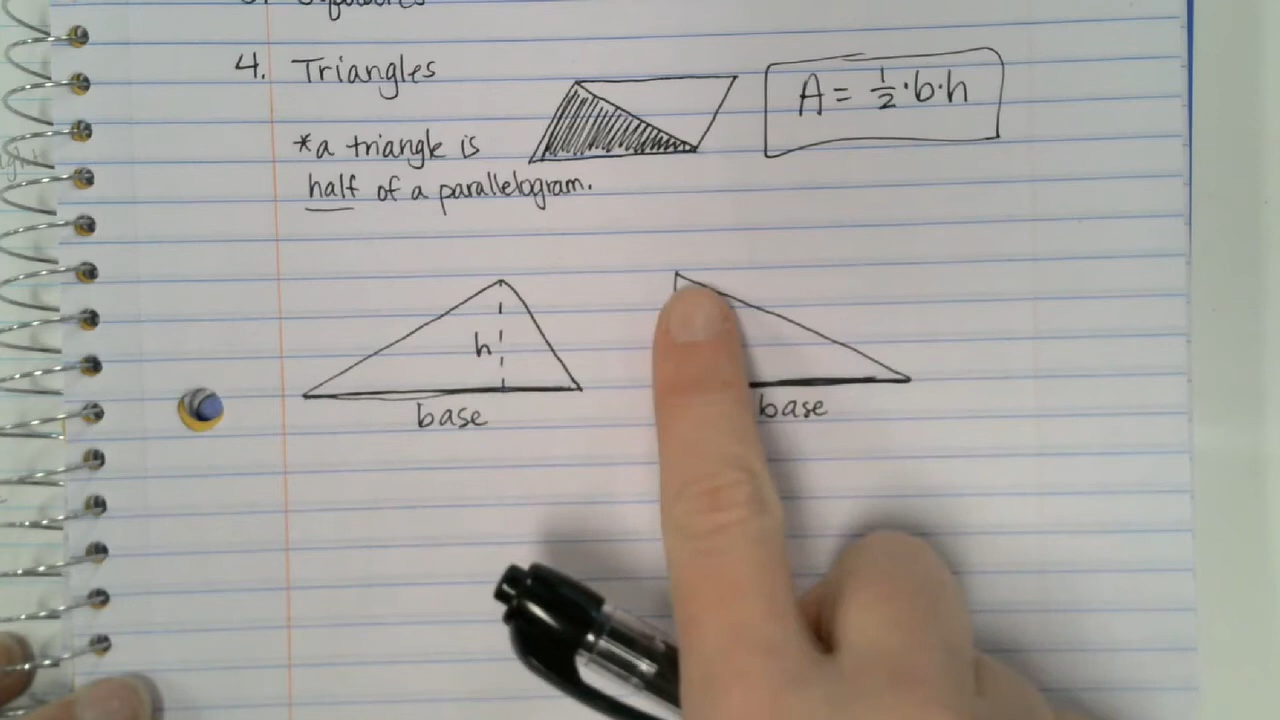 4. Triangles
A = 1/2 · b · h
*a triangle is
half of a parallelogram.
h
base
base